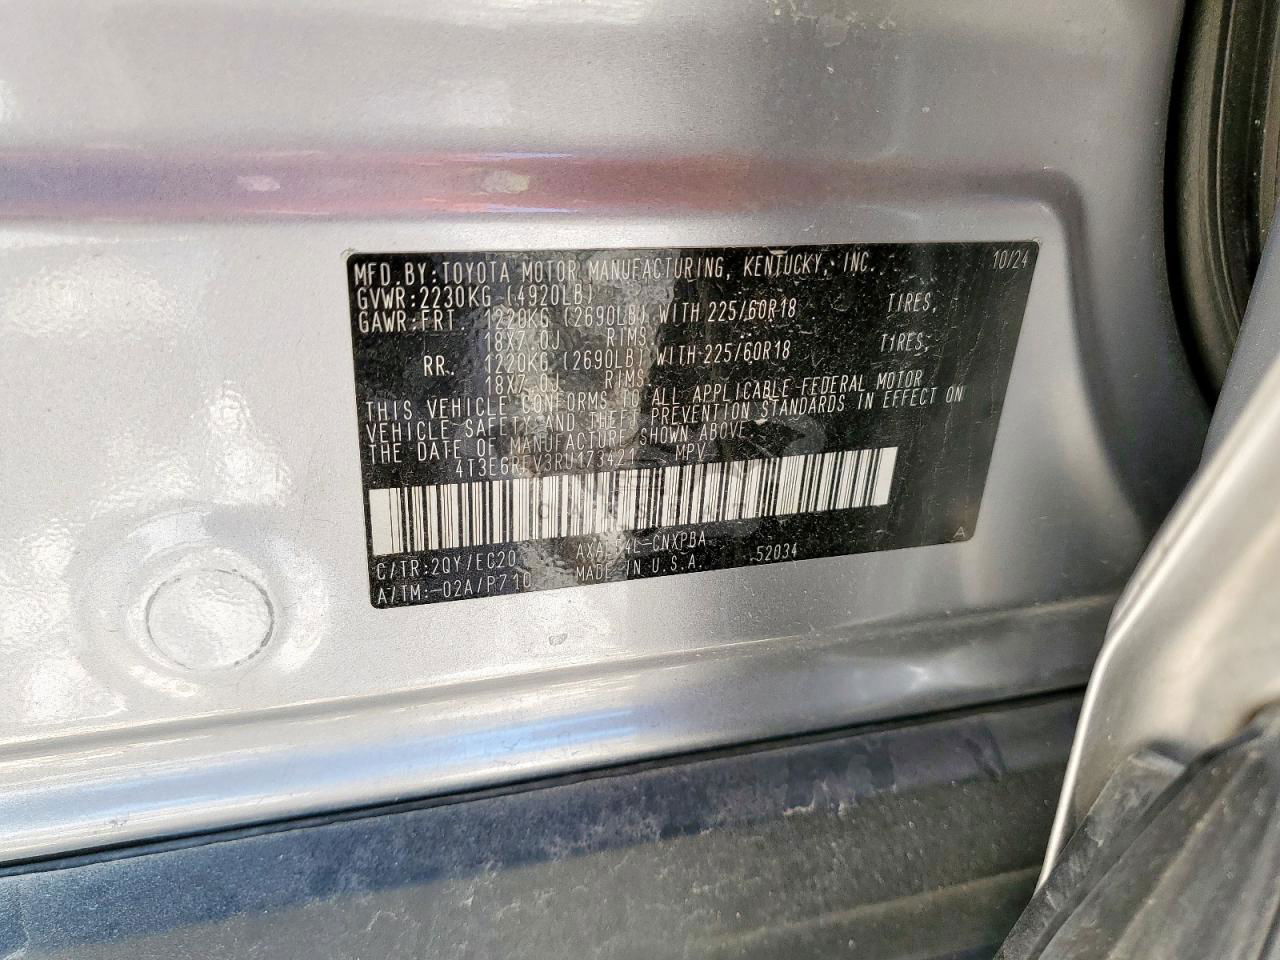 MFD.BY:TOYOTA MOTOR MANUFACTURING, KENTUCKY, INC. 10/24
GVWR:2230KG (4920LB)
GAWR:FRT. 1220KG (2690LB) WITH 225/60R18 TIRES,
18X7.0J RIMS
RR. 1220KG (2690LB) WITH 225/60R18 TIRES,
18X7.0J RIMS
THIS VEHICLE CONFORMS TO ALL APPLICABLE FEDERAL MOTOR
VEHICLE SAFETY AND THEFT PREVENTION STANDARDS IN EFFECT ON
THE DATE OF MANUFACTURE SHOWN ABOVE.
MPV
C/TR:2QY/EC20
A/TM:-02A/P710 MADE IN U.S.A. 52034 A